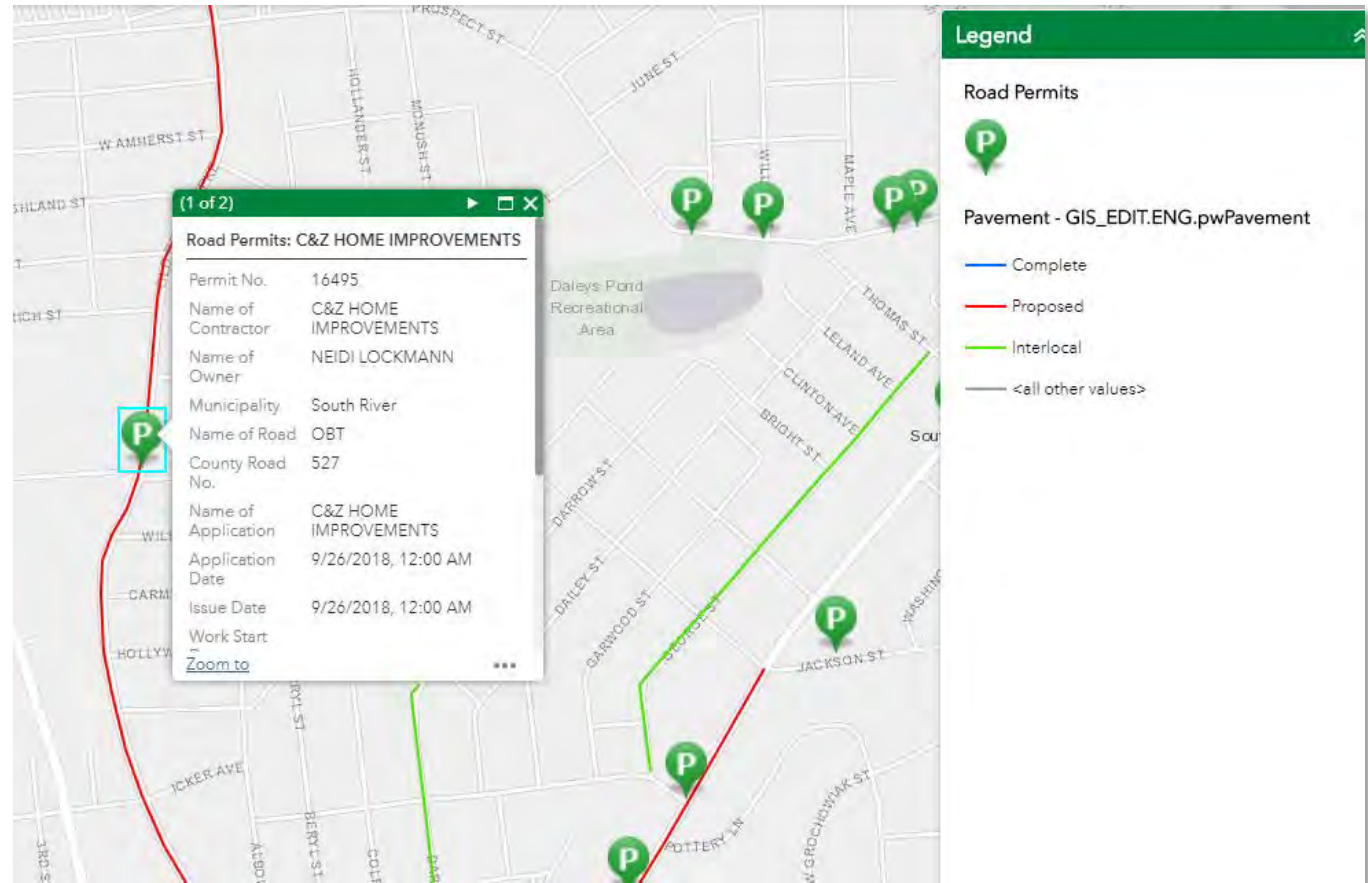 PROSPECT ST
JUNE ST
HOLLANDER ST
MONUSH ST
W AMHERST ST
MAPLE AVE
P
P
P
P
(1 of 2)
Road Permits: C&Z HOME IMPROVEMENTS
Permit No. 16495
Name of Contractor
C&Z HOME IMPROVEMENTS
Name of Owner
NEIDI LOCKMANN
Municipality South River
Name of Road OBT
County Road No.
527
Name of Application
C&Z HOME IMPROVEMENTS
Application Date
9/26/2018, 12:00 AM
Issue Date 9/26/2018, 12:00 AM
Work Start
Zoom to
P
Daleys Pond
Recreational
Area
THOMAS ST
LELAND AVE
CLINTON AVE
BRIGHT ST
Sou
DARROW ST
DAILEY ST
GARWOOD ST
GEORGE ST
P
JACKSON ST
CARM
HOLLYW
BERYL ST
BERYL ST
P
POTTERY LN
P
Legend
Road Permits
P
Pavement - GIS_EDIT.ENG.pwPavement
Complete
Proposed
Interlocal
<all other values>